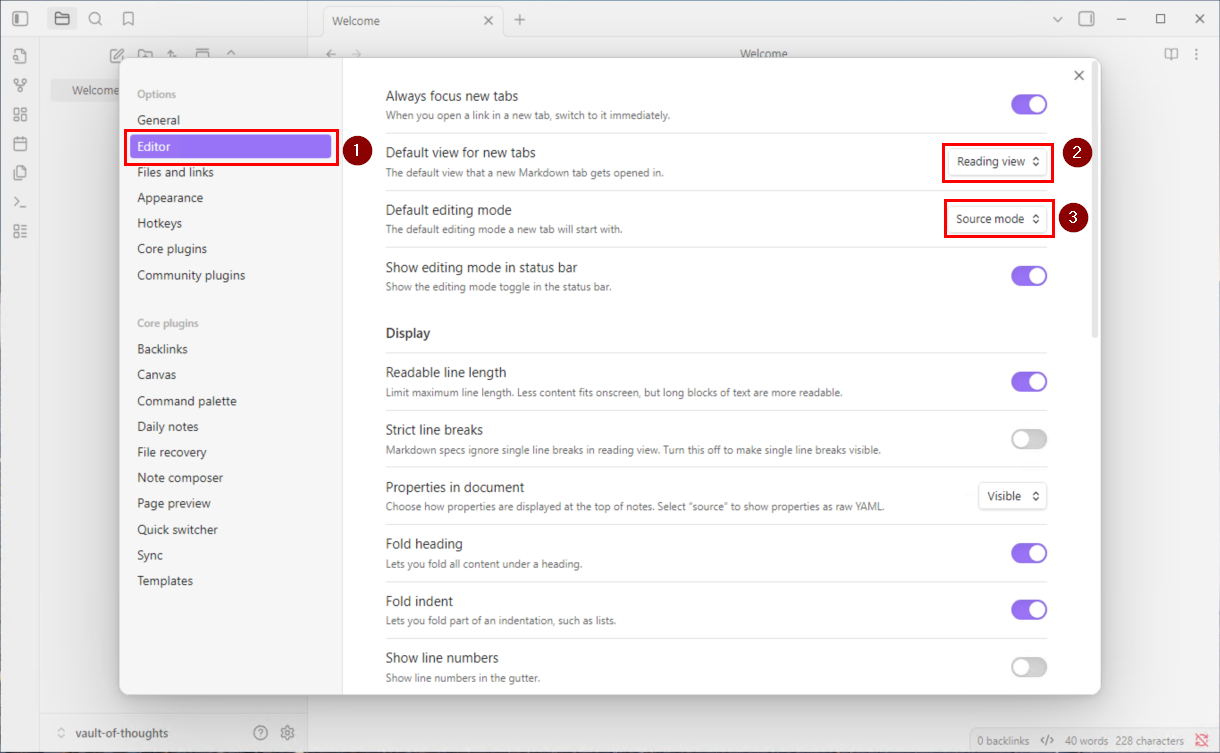 Welcome
Welcome
Welcome
Options
General
Editor
1
Files and links
Appearance
Hotkeys
Core plugins
Community plugins
Core plugins
Backlinks
Canvas
Command palette
Daily notes
File recovery
Note composer
Page preview
Quick switcher
Sync
Templates
Always focus new tabs
When you open a link in a new tab, switch to it immediately.
Default view for new tabs
The default view that a new Markdown tab gets opened in.
Reading view
2
Default editing mode
The default editing mode a new tab will start with.
Source mode
3
Show editing mode in status bar
Show the editing mode toggle in the status bar.
Display
Readable line length
Limit maximum line length. Less content fits onscreen, but long blocks of text are more readable.
Strict line breaks
Markdown specs ignore single line breaks in reading view. Turn this off to make single line breaks visible.
Properties in document
Choose how properties are displayed at the top of notes. Select "source" to show properties as raw YAML.
Visible
Fold heading
Lets you fold all content under a heading.
Fold indent
Lets you fold part of an indentation, such as lists.
Show line numbers
Show line numbers in the gutter.
vault-of-thoughts
0 backlinks </> 40 words 228 characters